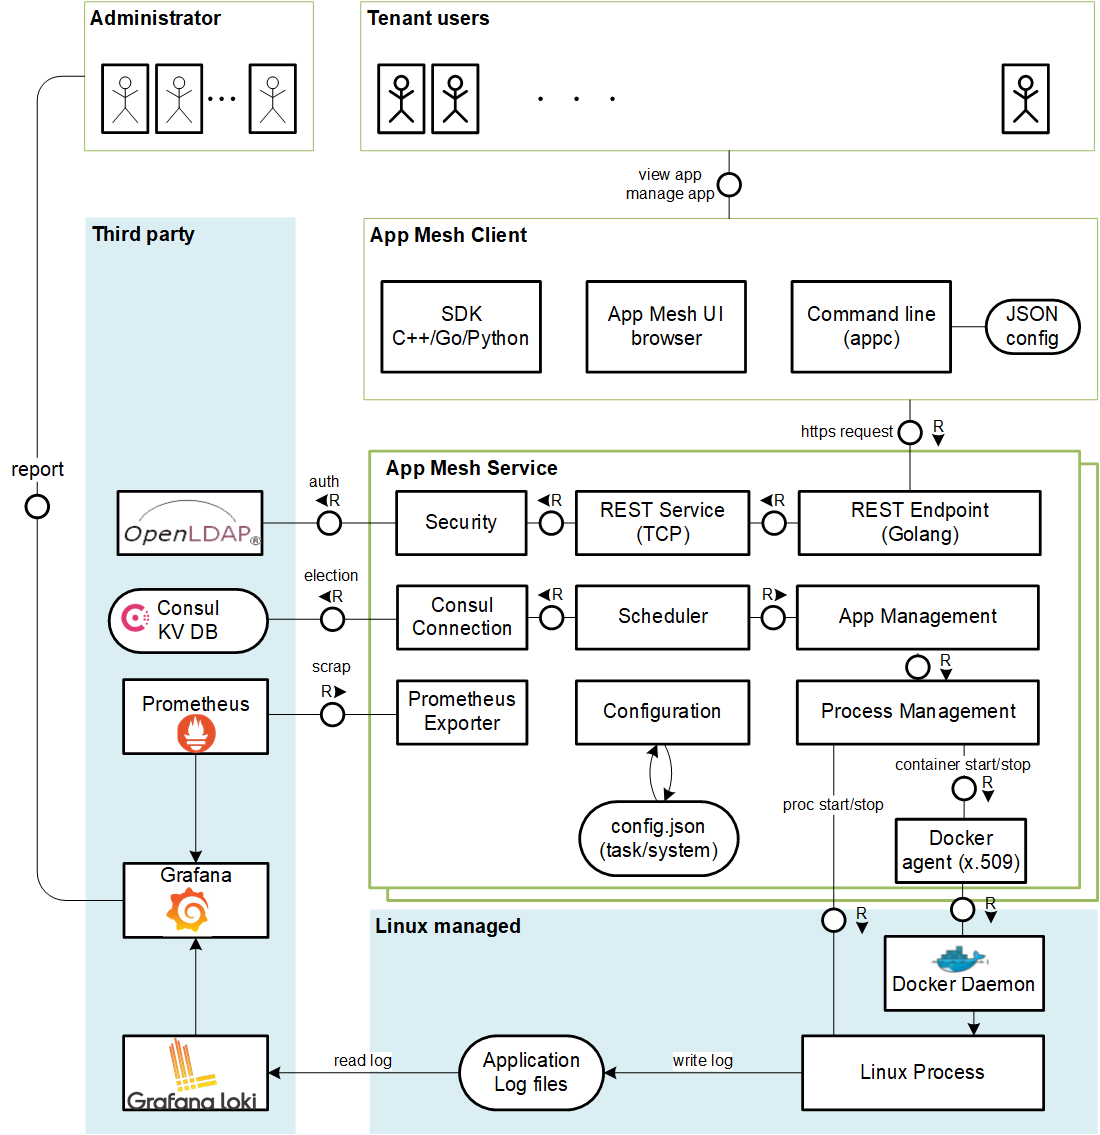 Administrator
Tenant users
view app
manage app
Third party
App Mesh Client
SDK
C++/Go/Python
App Mesh UI
browser
Command line
(appc)
JSON
config
https request
R
report
App Mesh Service
auth
R
R
R
OpenLDAP®
Security
REST Service
(TCP)
REST Endpoint
(Golang)
election
R
R
R
Consul
KV DB
Consul
Connection
Scheduler
App Management
scrap
R
R
Prometheus
Prometheus
Exporter
Configuration
Process Management
container start/stop
R
proc start/stop
config.json
(task/system)
Docker
agent (x.509)
Grafana
R
R
Linux managed
Docker Daemon
Grafana loki
read log
Application
Log files
write log
Linux Process